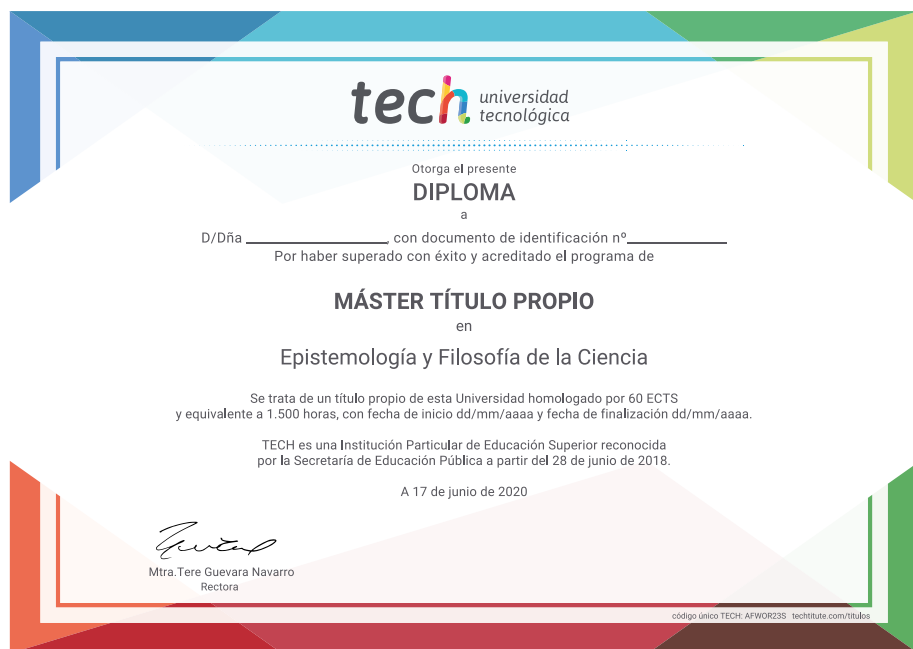 tech universidad
tecnológica
Otorga el presente
DIPLOMA
a
D/Dña ____________________, con documento de identificación nº______________
Por haber superado con éxito y acreditado el programa de
MÁSTER TÍTULO PROPIO
en
Epistemología y Filosofía de la Ciencia
Se trata de un título propio de esta Universidad homologado por 60 ECTS
y equivalente a 1.500 horas, con fecha de inicio dd/mm/aaaa y fecha de finalización dd/mm/aaaa.
TECH es una Institución Particular de Educación Superior reconocida
por la Secretaría de Educación Pública a partir del 28 de junio de 2018.
A 17 de junio de 2020
Mtra.Tere Guevara Navarro
Rectora
código único TECH: AFWOR23S techtitute.com/titulos